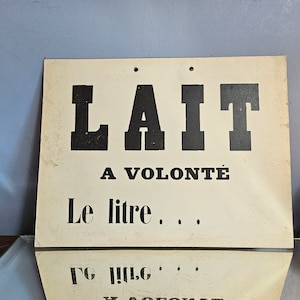 LAIT
A VOLONTÉ
Le litre . . .